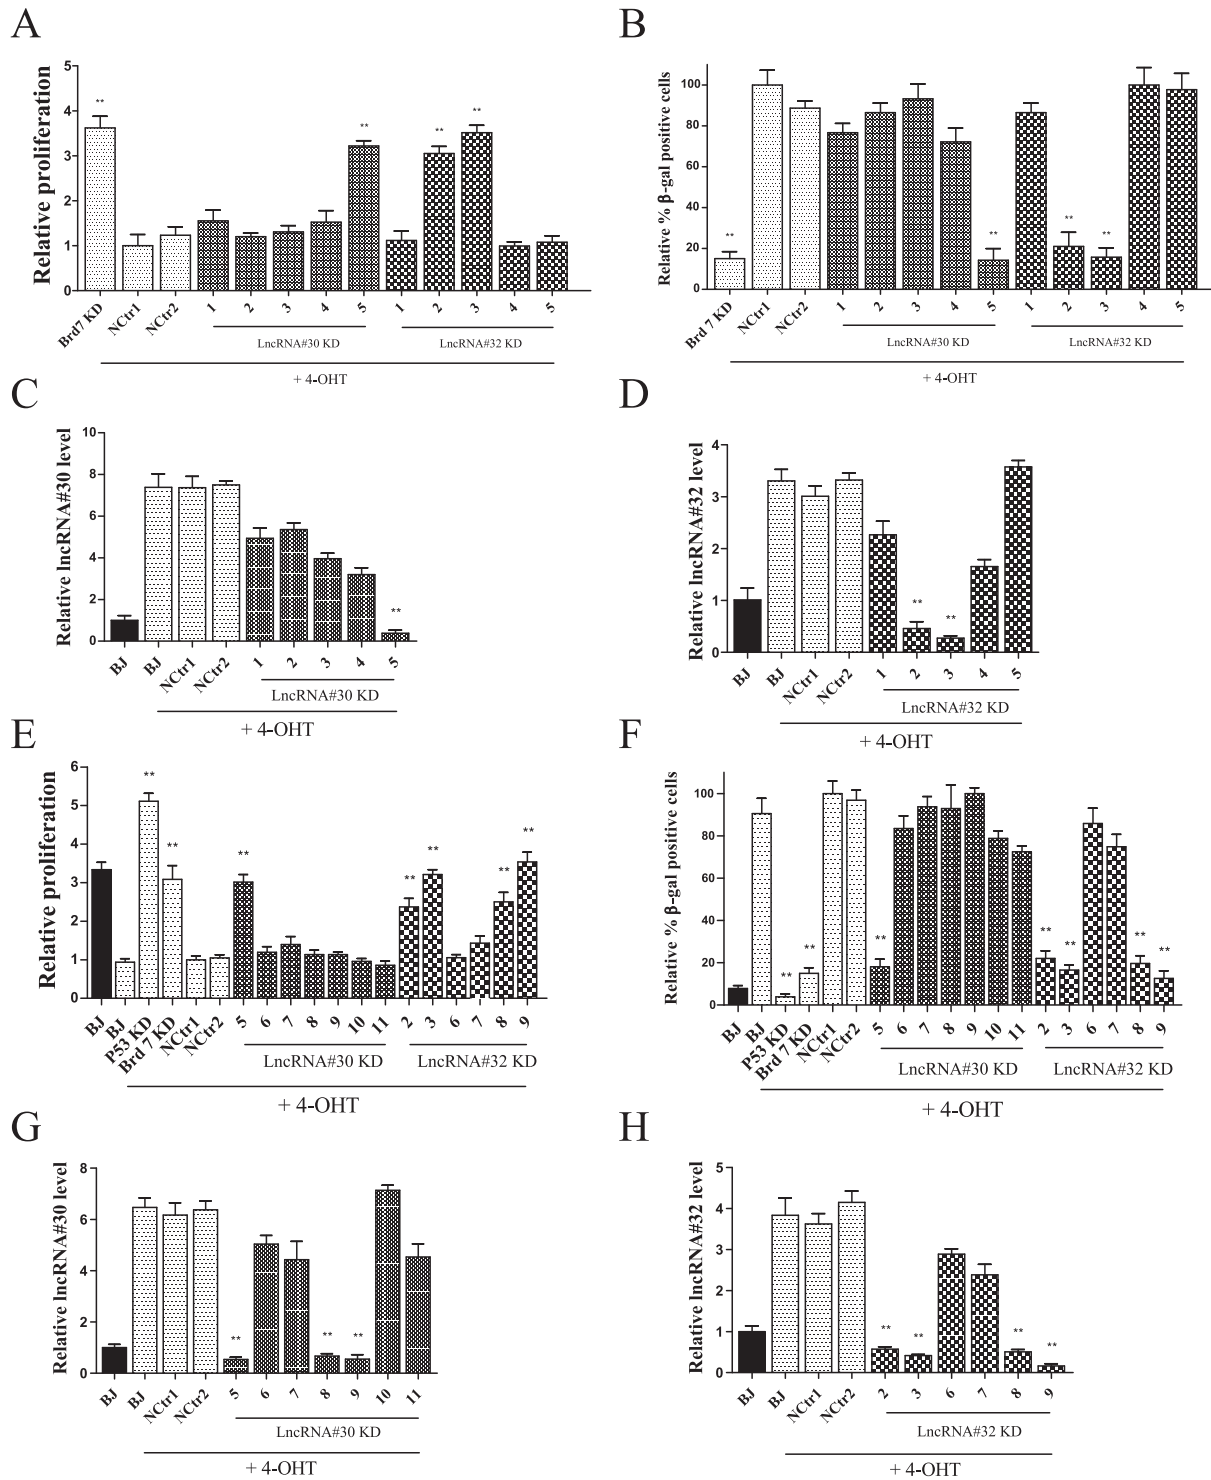 A
Relative proliferation
5
4
3
2
1
0
**
**
**
**
Brd7 KD
NCtr1
NCtr2
1
2
3
4
5
1
2
3
4
5
LncRNA#30 KD
LncRNA#32 KD
+ 4-OHT
B
Relative % β-gal positive cells
100
80
60
40
20
0
**
**
**
**
Brd 7 KD
NCtr1
NCtr2
1
2
3
4
5
1
2
3
4
5
LncRNA#30 KD
LncRNA#32 KD
+ 4-OHT
C
Relative lncRNA#30 level
10
8
6
4
2
0
**
BJ
BJ
NCtr1
NCtr2
1
2
3
4
5
LncRNA#30 KD
+ 4-OHT
D
Relative lncRNA#32 level
4
3
2
1
0
**
**
BJ
BJ
NCtr1
NCtr2
1
2
3
4
5
LncRNA#32 KD
+ 4-OHT
E
Relative proliferation
6
5
4
3
2
1
0
**
**
**
**
**
**
**
BJ
BJ
P53 KD
Brd 7 KD
NCtr1
NCtr2
5
6
7
8
9
10
11
2
3
6
7
8
9
LncRNA#30 KD
LncRNA#32 KD
+ 4-OHT
F
Relative % β-gal positive cells
100
80
60
40
20
0
**
**
**
**
**
**
**
BJ
BJ
P53 KD
Brd 7 KD
NCtr1
NCtr2
5
6
7
8
9
10
11
2
3
6
7
8
9
LncRNA#30 KD
LncRNA#32 KD
+ 4-OHT
G
Relative lncRNA#30 level
8
6
4
2
0
**
**
**
BJ
BJ
NCtr1
NCtr2
5
6
7
8
9
10
11
LncRNA#30 KD
+ 4-OHT
H
Relative lncRNA#32 level
5
4
3
2
1
0
**
**
**
**
BJ
BJ
NCtr1
NCtr2
2
3
6
7
8
9
LncRNA#32 KD
+ 4-OHT